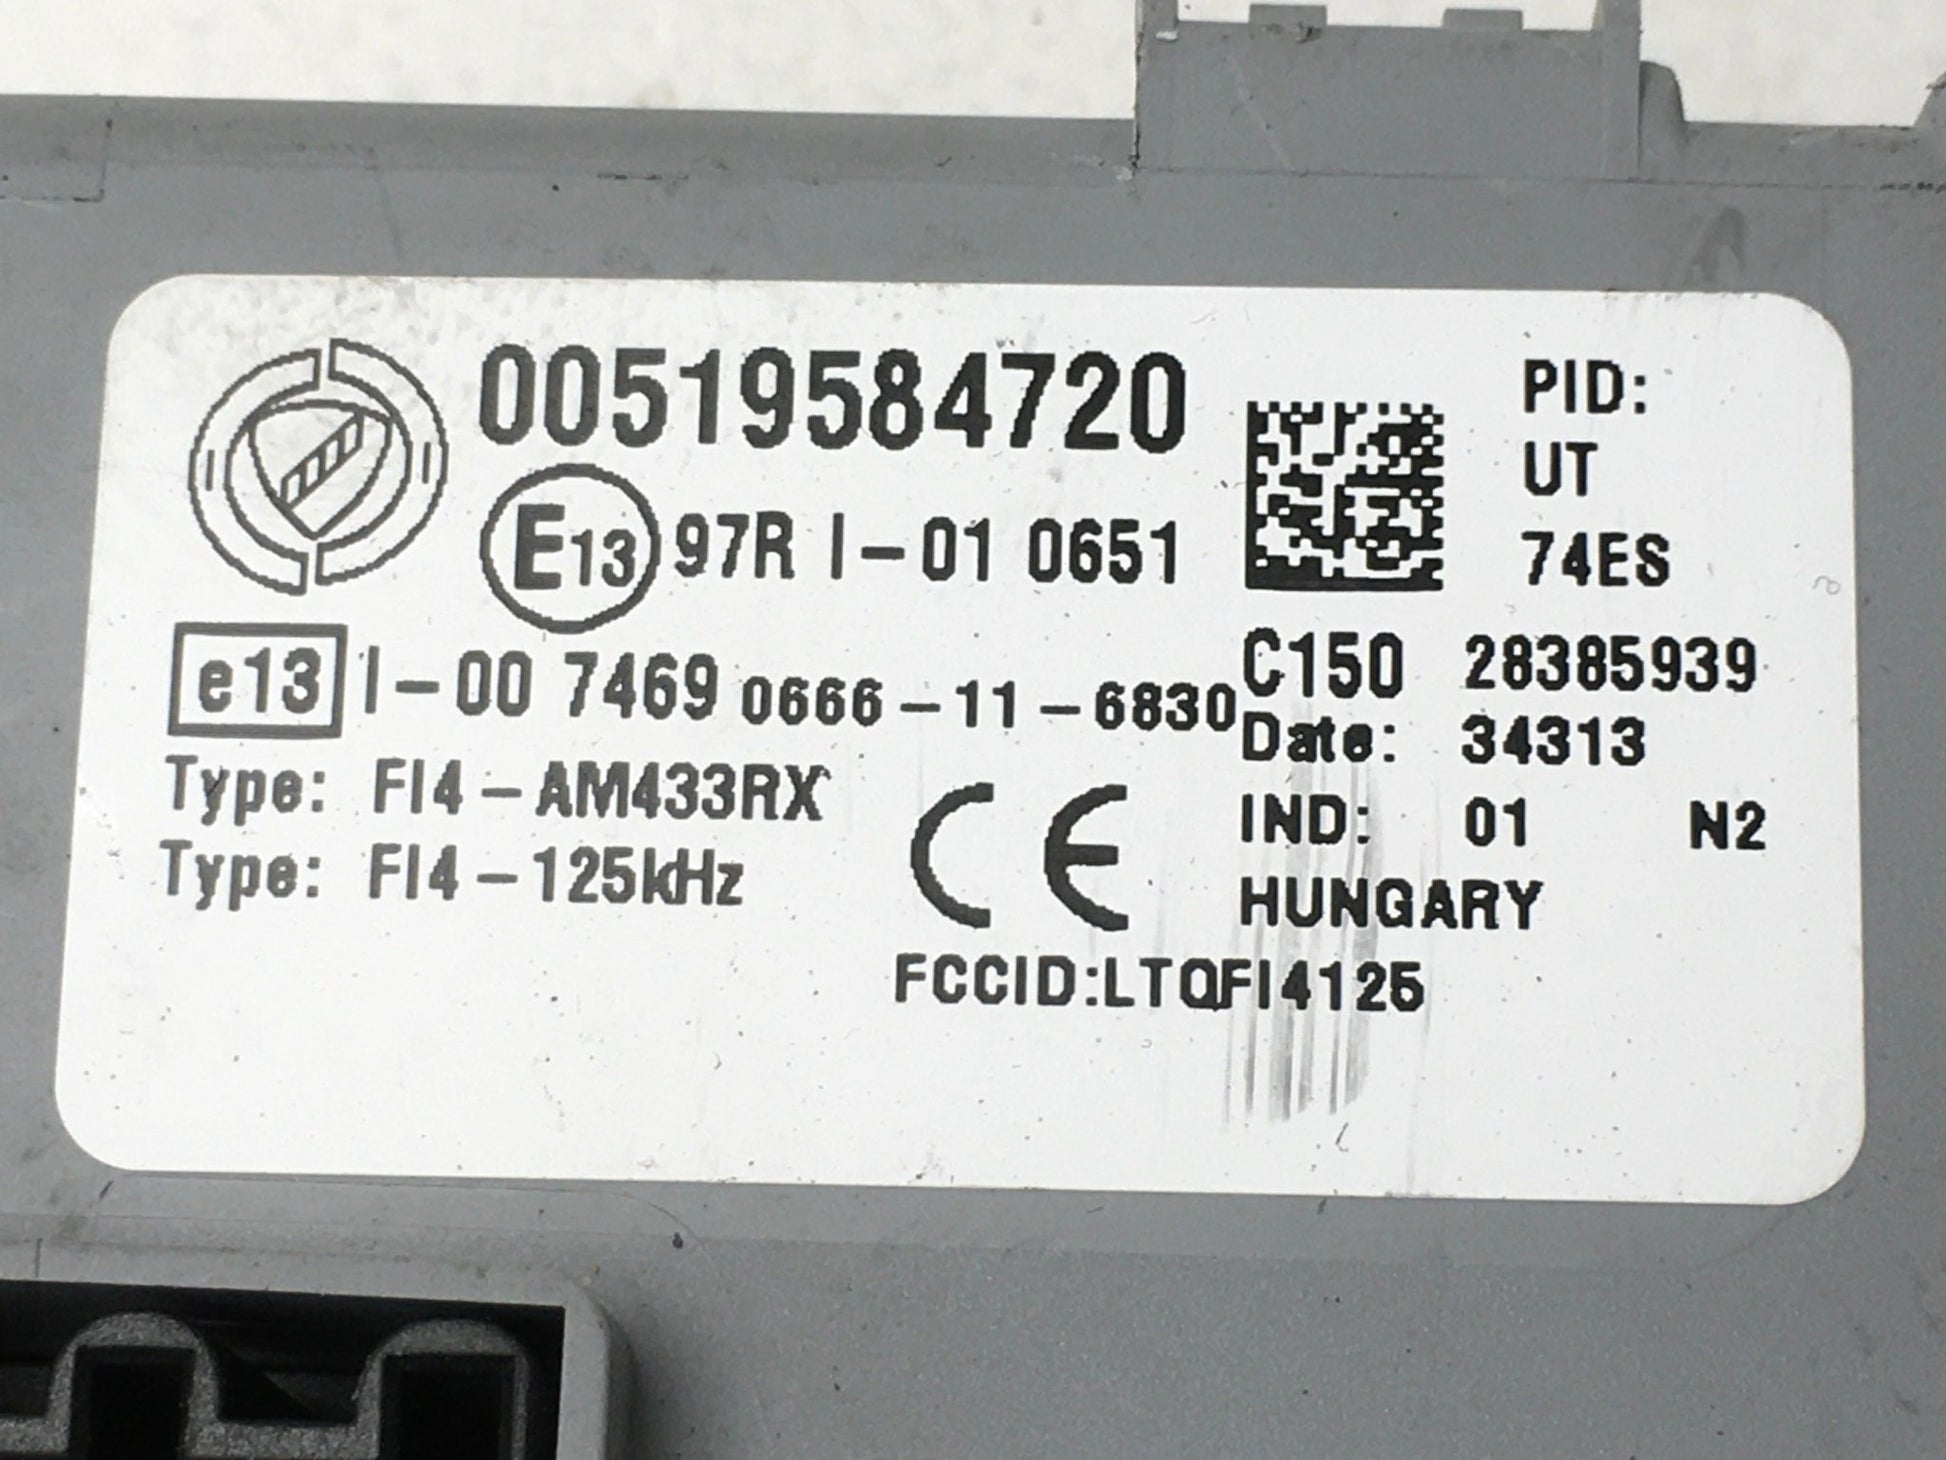 00519584720
E13 97R I-01 0651
e13 I-00 7469 0666-11-6830
Type: FI4-AM433RX
Type: FI4-125kHz
CE
PID:
UT
74ES
C150 28385939
Date: 34313
IND: 01 N2
HUNGARY
FCCID:LTQFI4125